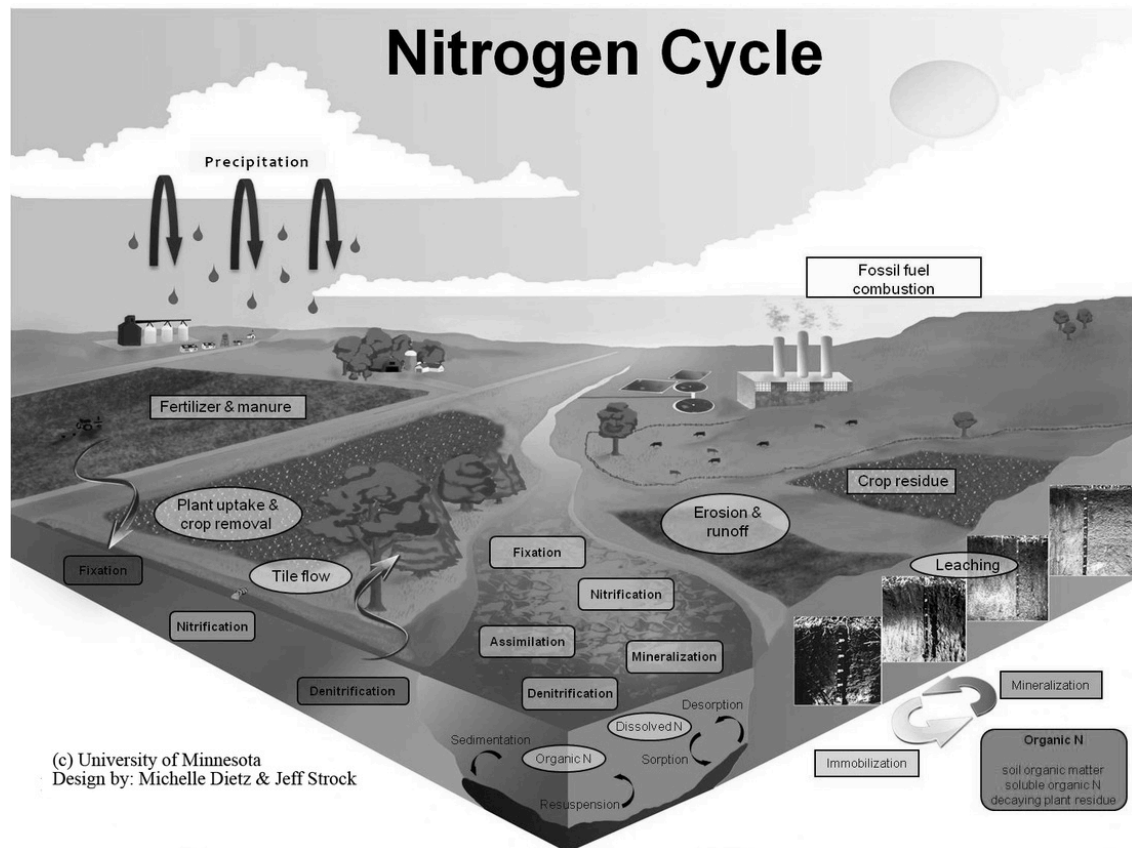 Nitrogen Cycle
Precipitation
Fossil fuel
combustion
Fertilizer & manure
Crop residue
Plant uptake &
crop removal
Erosion &
runoff
Fixation
Fixation
Leaching
Tile flow
Nitrification
Nitrification
Assimilation
Mineralization
Denitrification
Denitrification
Mineralization
Desorption
Dissolved N
Sedimentation
Organic N
Sorption
Immobilization
Resuspension
Organic N
soil organic matter
soluble organic N
decaying plant residue
(c) University of Minnesota
Design by: Michelle Dietz & Jeff Strock